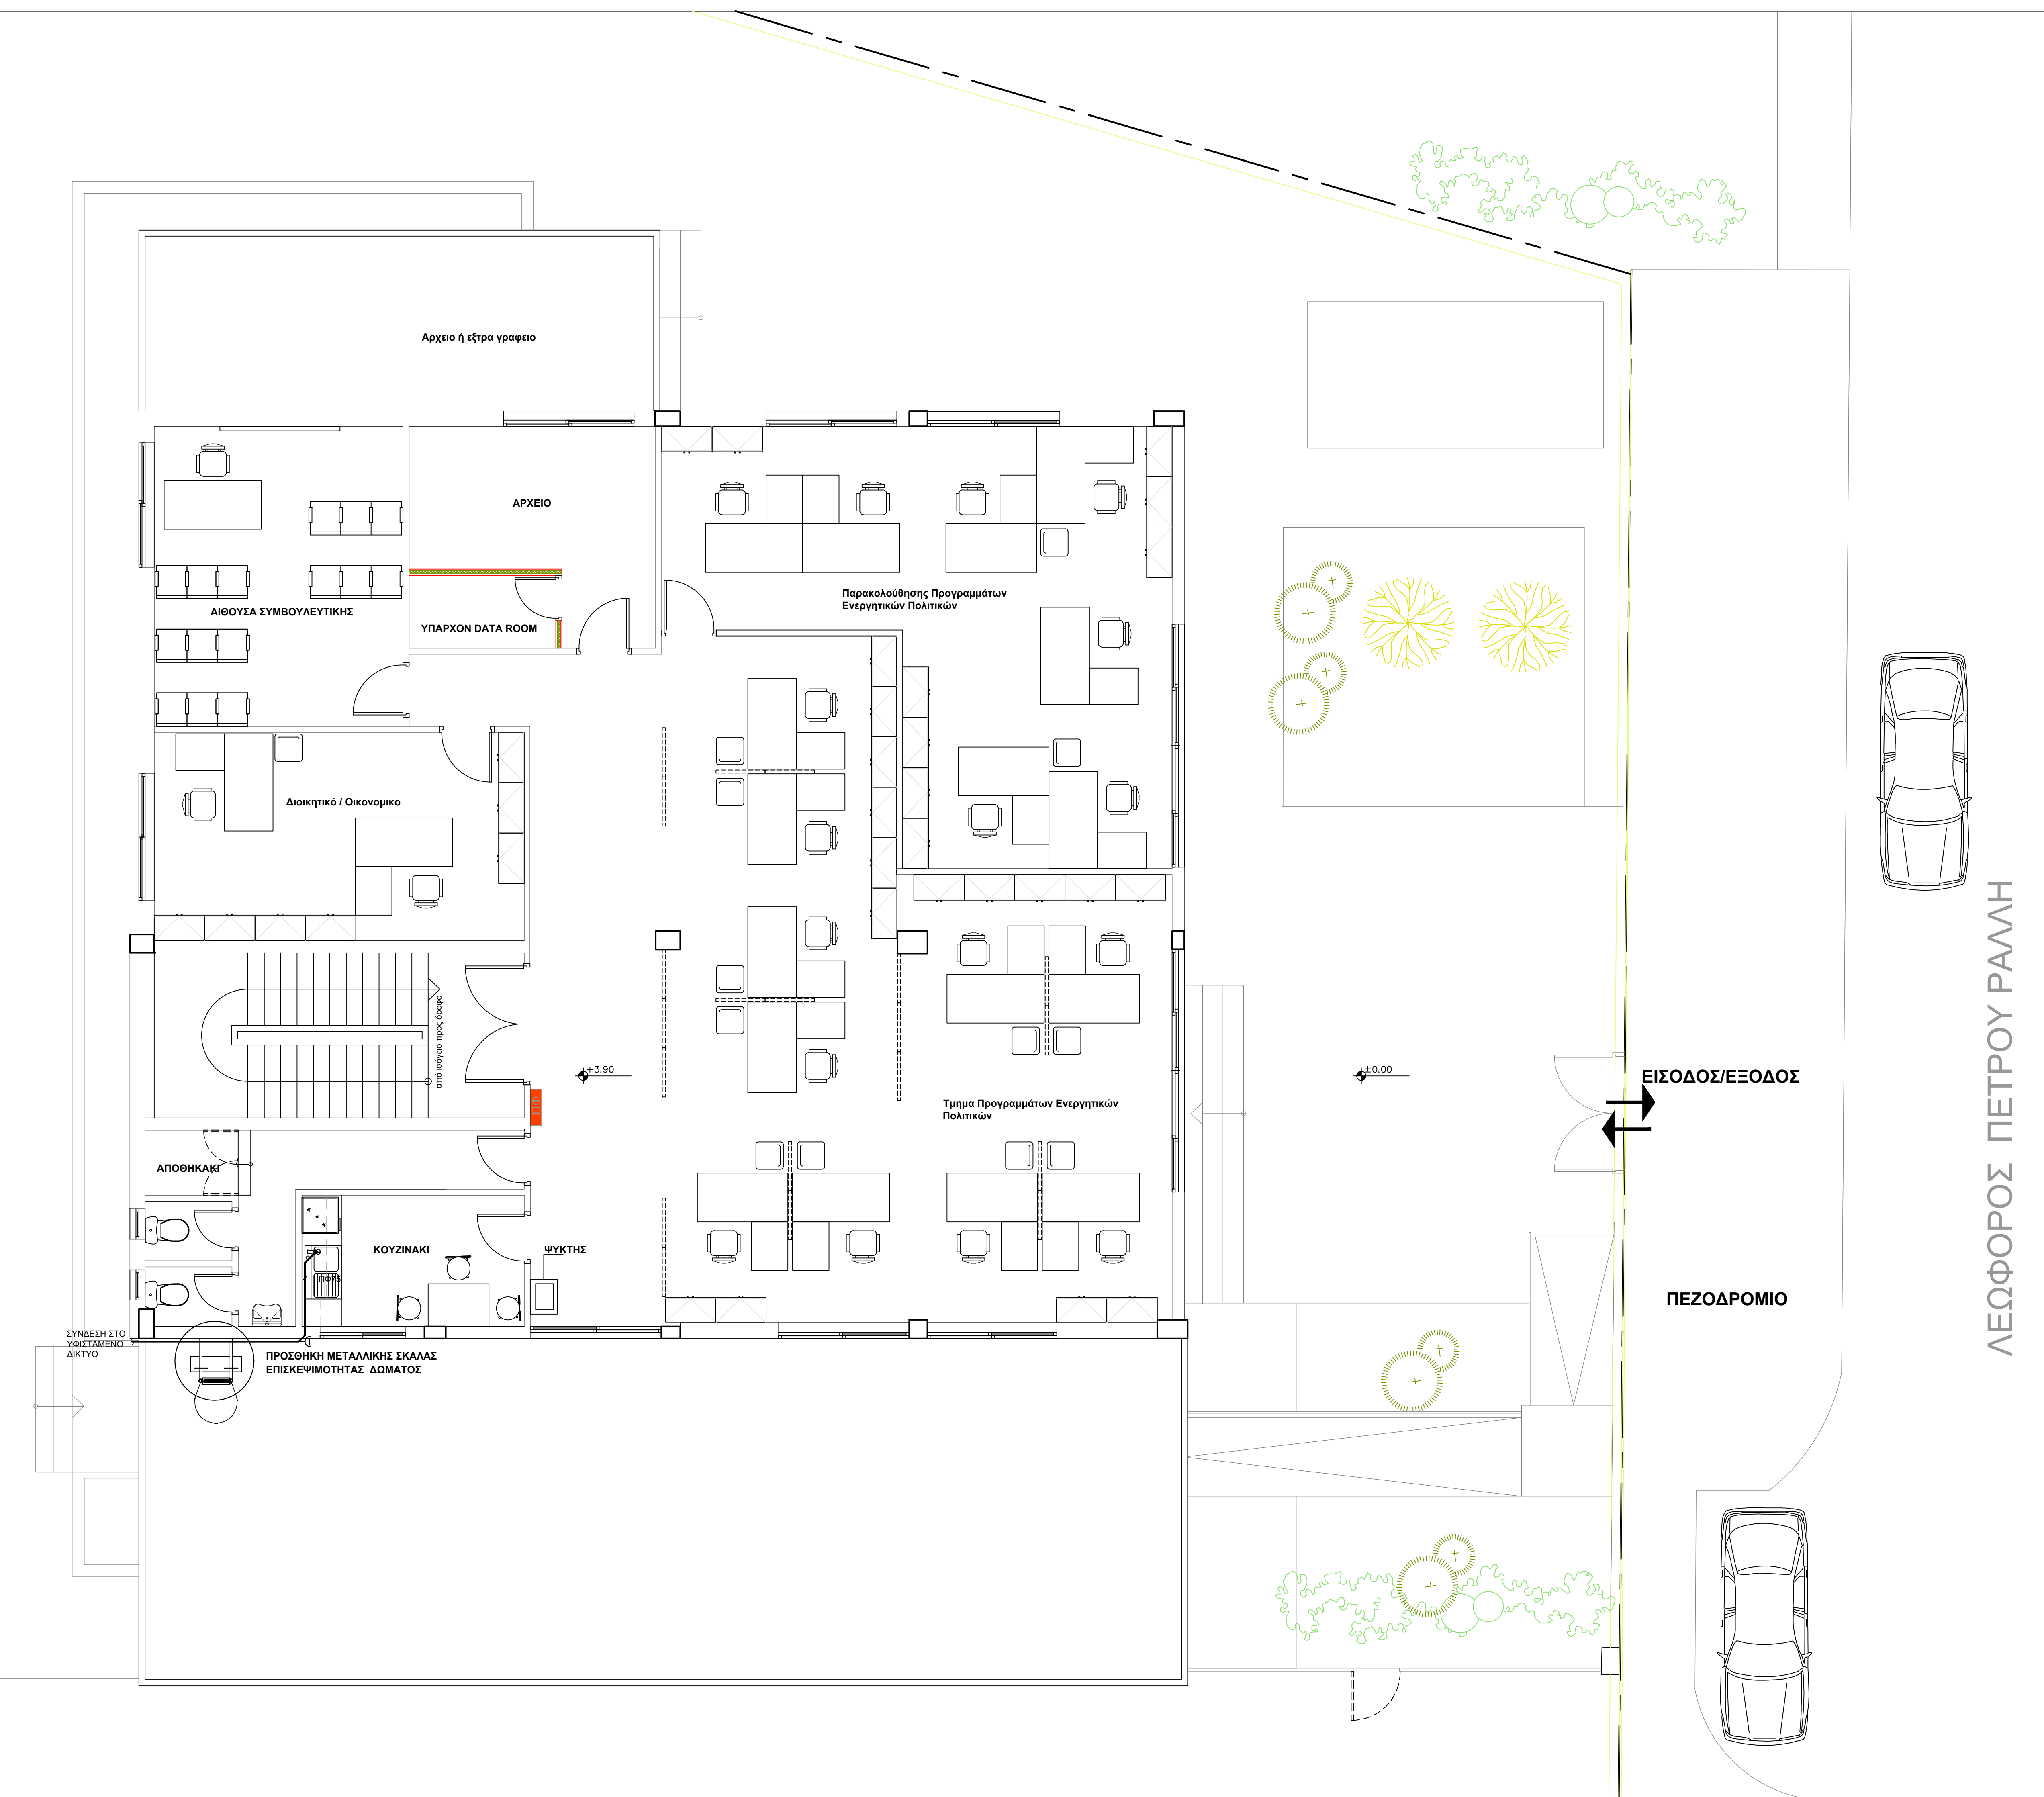 Αρχειο ή εξτρα γραφειο
ΑΡΧΕΙΟ
Παρακολούθησης Προγραμμάτων
Ενεργητικών Πολιτικών
ΑΙΘΟΥΣΑ ΣΥΜΒΟΥΛΕΥΤΙΚΗΣ
ΥΠΑΡΧΟΝ DATA ROOM
Διοικητικό / Οικονομικο
από ισόγειο προς όροφο
+3.90
±0.00
ΕΙΣΟΔΟΣ/ΕΞΟΔΟΣ
ΛΕΩΦΟΡΟΣ ΠΕΤΡΟΥ ΡΑΛΛΗ
Τμημα Προγραμμάτων Ενεργητικών
Πολιτικών
ΑΠΟΘΗΚΑΚΙ
ΚΟΥΖΙΝΑΚΙ
ΨΥΚΤΗΣ
ΠΦ75
ΠΕΖΟΔΡΟΜΙΟ
ΣΥΝΔΕΣΗ ΣΤΟ
ΥΦΙΣΤΑΜΕΝΟ
ΔΙΚΤΥΟ
ΠΡΟΣΘΗΚΗ ΜΕΤΑΛΛΙΚΗΣ ΣΚΑΛΑΣ
ΕΠΙΣΚΕΨΙΜΟΤΗΤΑΣ ΔΩΜΑΤΟΣ